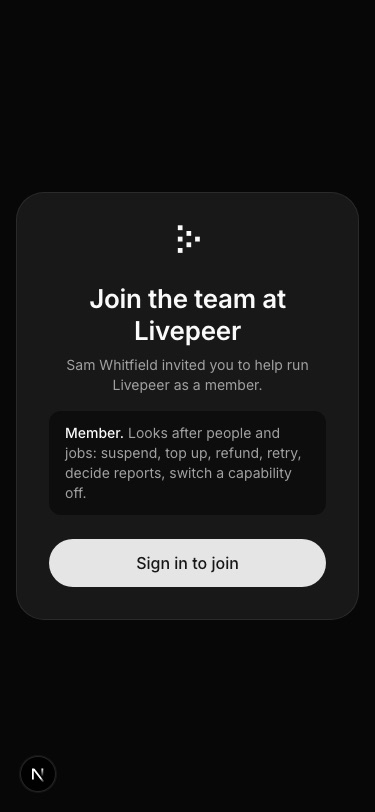 Join the team at
Livepeer
Sam Whitfield invited you to help run
Livepeer as a member.
Member. Looks after people and
jobs: suspend, top up, refund, retry,
decide reports, switch a capability
off.
Sign in to join
N